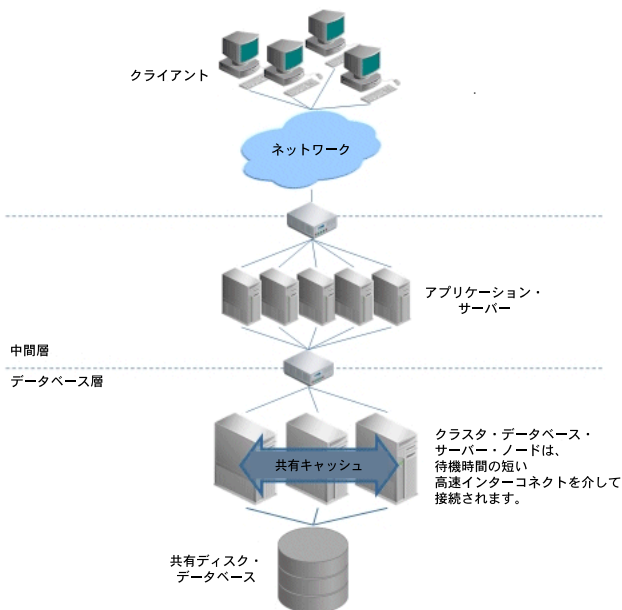 クライアント
ネットワーク
アプリケーション・
サーバー
中間層
データベース層
クラスタ・データベース・
サーバー・ノードは、
待機時間の短い
高速インターコネクトを介して
接続されます。
共有キャッシュ
共有ディスク・
データベース